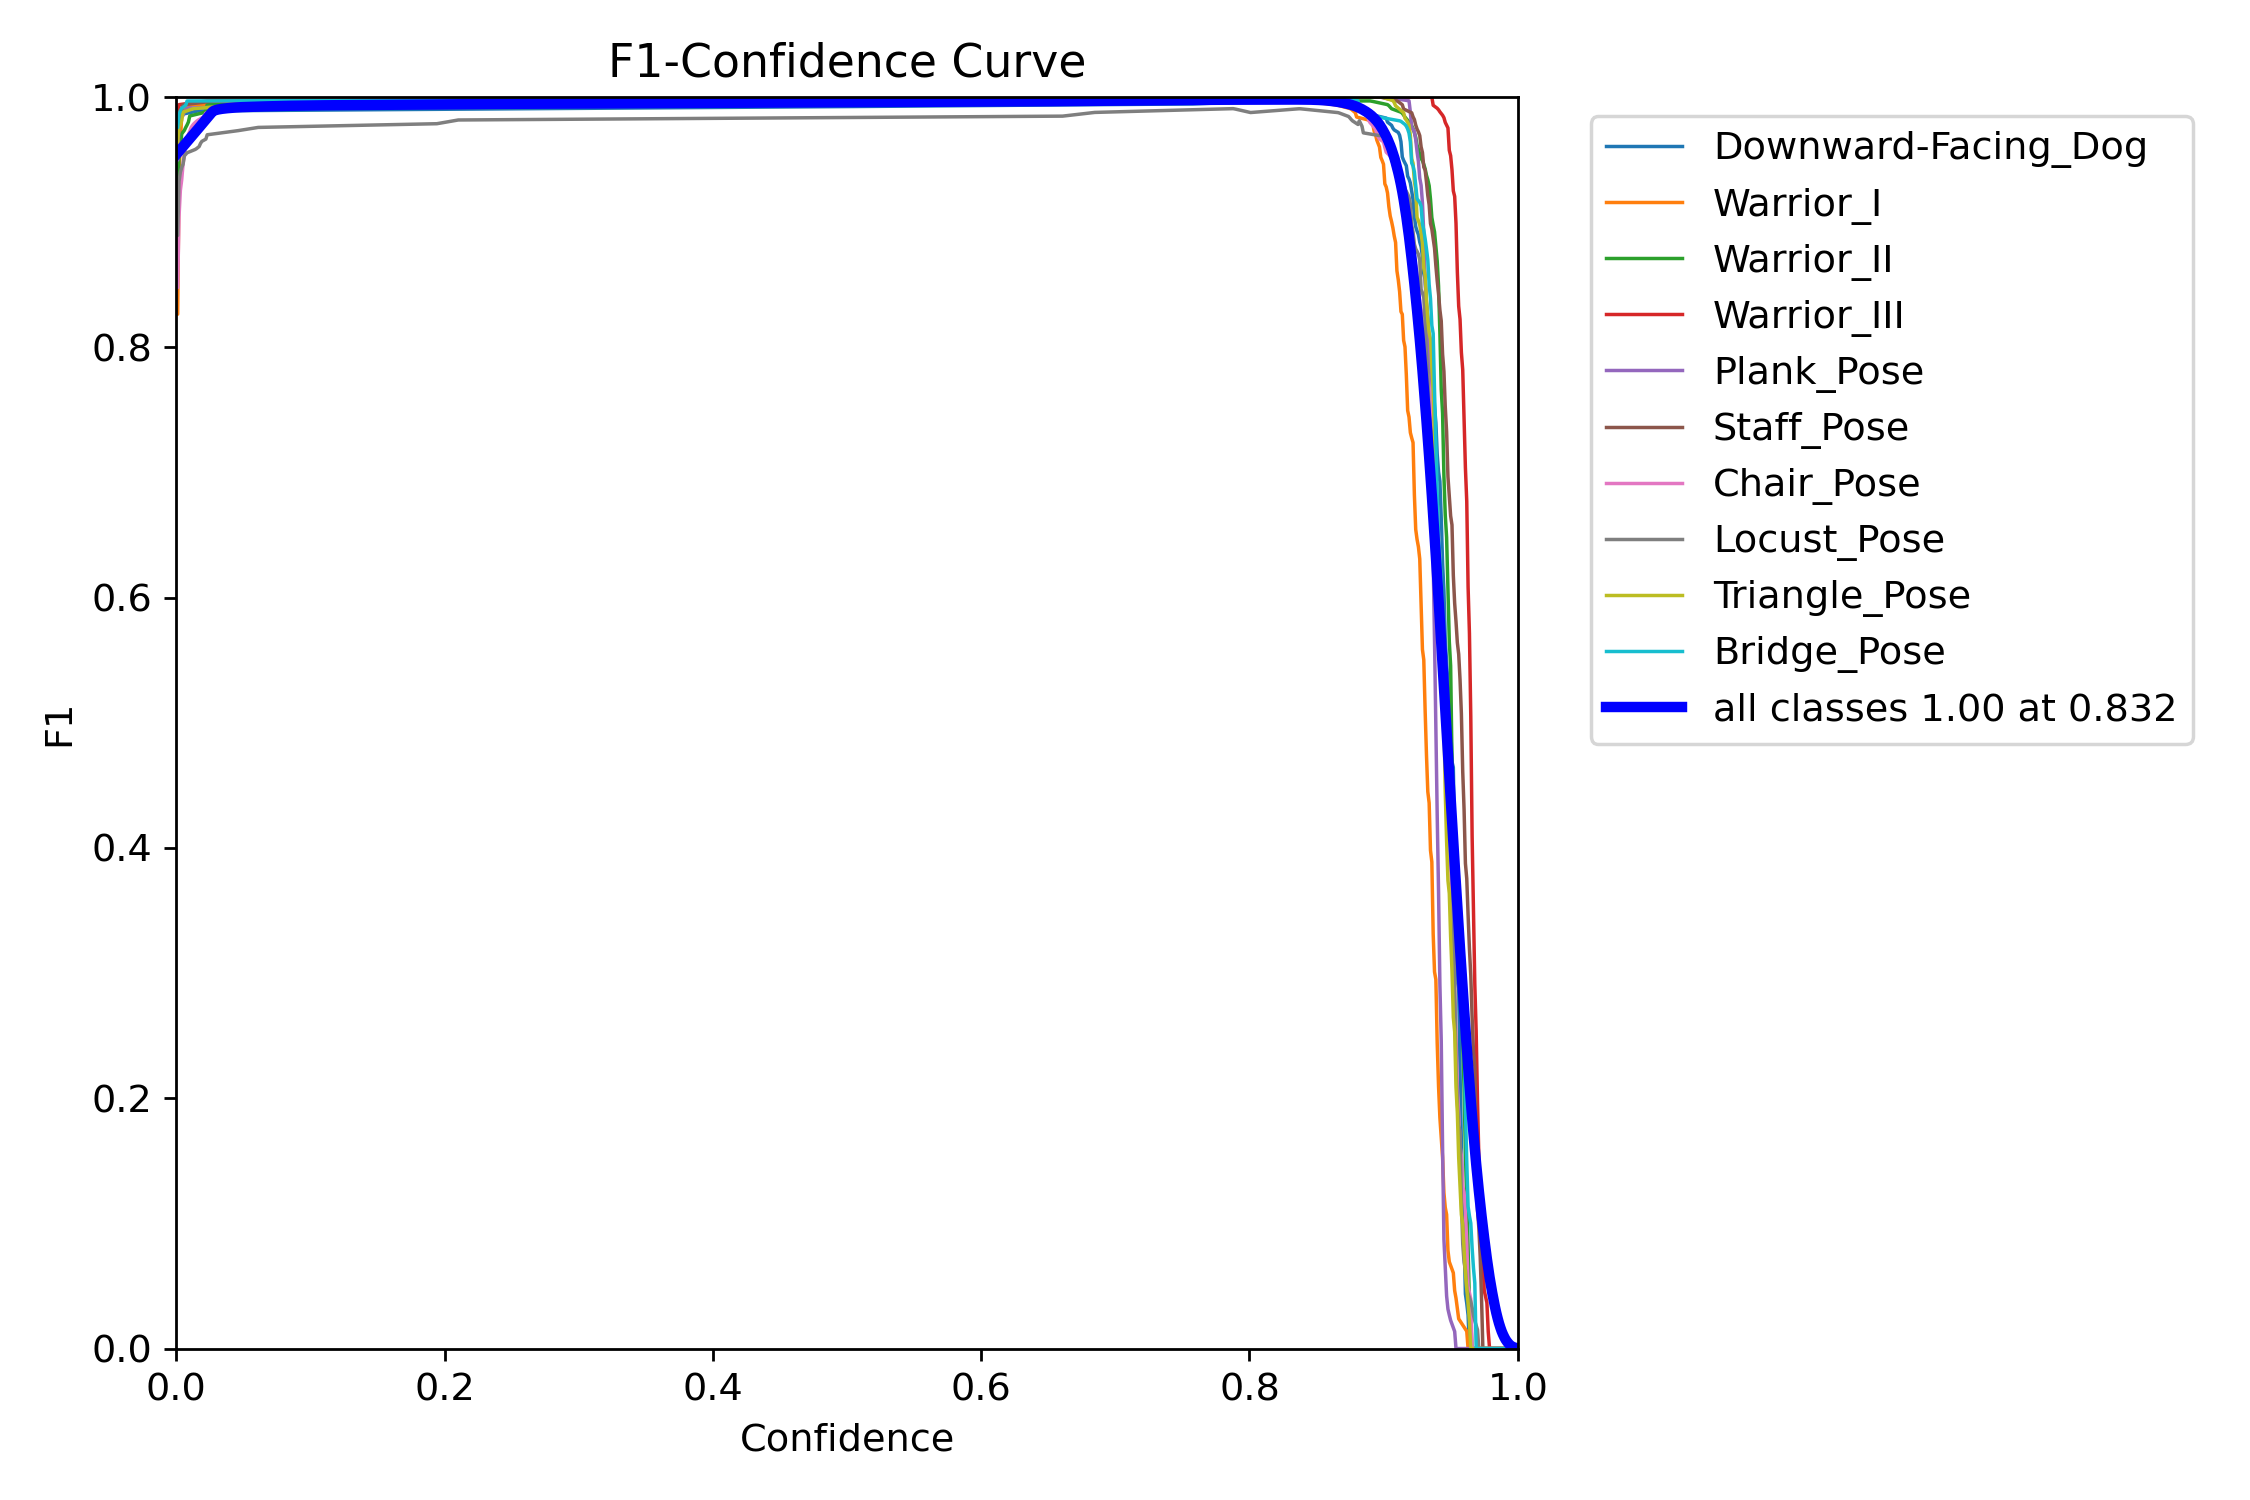 F1-Confidence Curve
1.0
0.8
0.6
0.4
0.2
0.0
F1
0.0 0.2 0.4 0.6 0.8 1.0
Confidence
Downward-Facing_Dog
Warrior_I
Warrior_II
Warrior_III
Plank_Pose
Staff_Pose
Chair_Pose
Locust_Pose
Triangle_Pose
Bridge_Pose
all classes 1.00 at 0.832